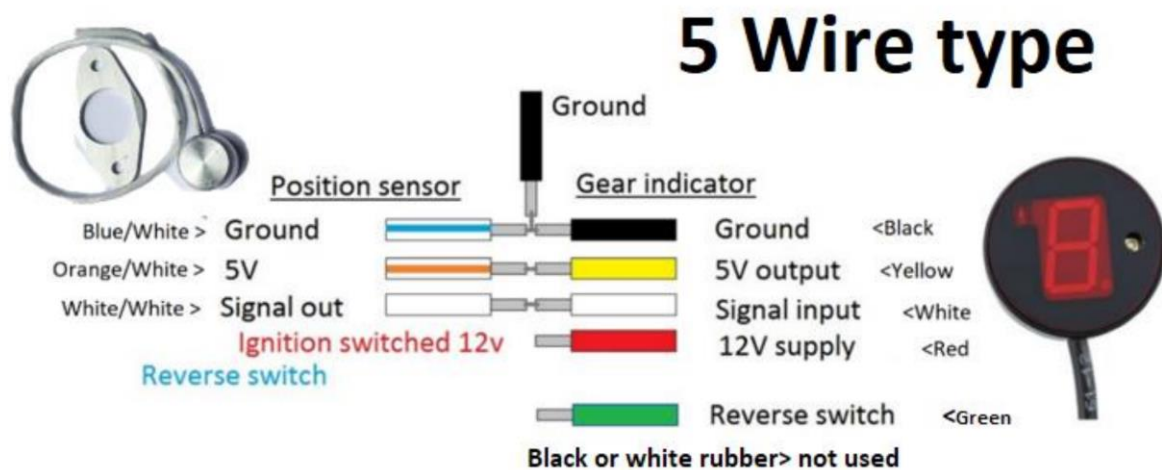 5 Wire type
Ground
Position sensor Gear indicator
Blue/White > Ground Ground <Black
Orange/White > 5V 5V output <Yellow
White/White > Signal out Signal input <White
Ignition switched 12v 12V supply <Red
Reverse switch
Reverse switch <Green
Black or white rubber> not used